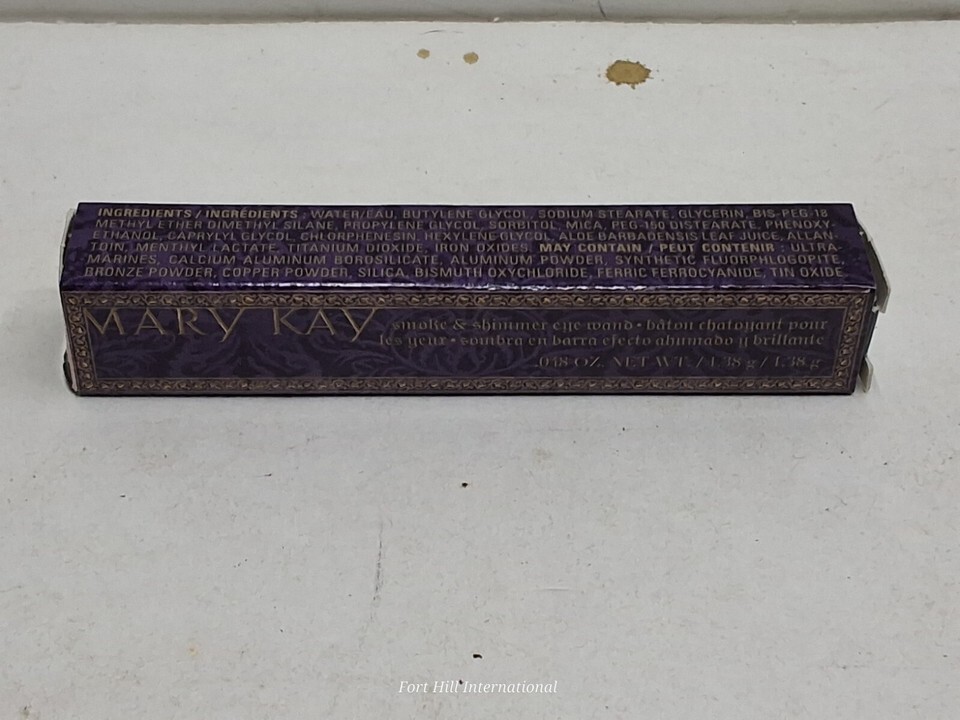 INGREDIENTS / INGRÉDIENTS : WATER/EAU, BUTYLENE GLYCOL, SODIUM STEARATE, GLYCERIN, BIS-PEG-18
METHYL ETHER DIMETHYL SILANE, PROPYLENE GLYCOL, SORBITOL, MICA, PEG-150 DISTEARATE, PHENOXY-
ETHANOL, CAPRYLYL GLYCOL, CHLORPHENESIN, HEXYLENE GLYCOL, ALOE BARBADENSIS LEAF JUICE, ALLAN-
TOIN, MENTHYL LACTATE, TITANIUM DIOXIDE, IRON OXIDES. MAY CONTAIN / PEUT CONTENIR : ULTRA-
MARINES, CALCIUM ALUMINUM BOROSILICATE, ALUMINUM POWDER, SYNTHETIC FLUORPHLOGOPITE,
BRONZE POWDER, COPPER POWDER, SILICA, BISMUTH OXYCHLORIDE, FERRIC FERROCYANIDE, TIN OXIDE
MARY KAY
smoke & shimmer eye wand • bâton chatoyant pour
les yeux • sombra en barra efecto ahumado y brillante
.048 OZ. NET WT. / 1.38 g / 1,38 g
Fort Hill International